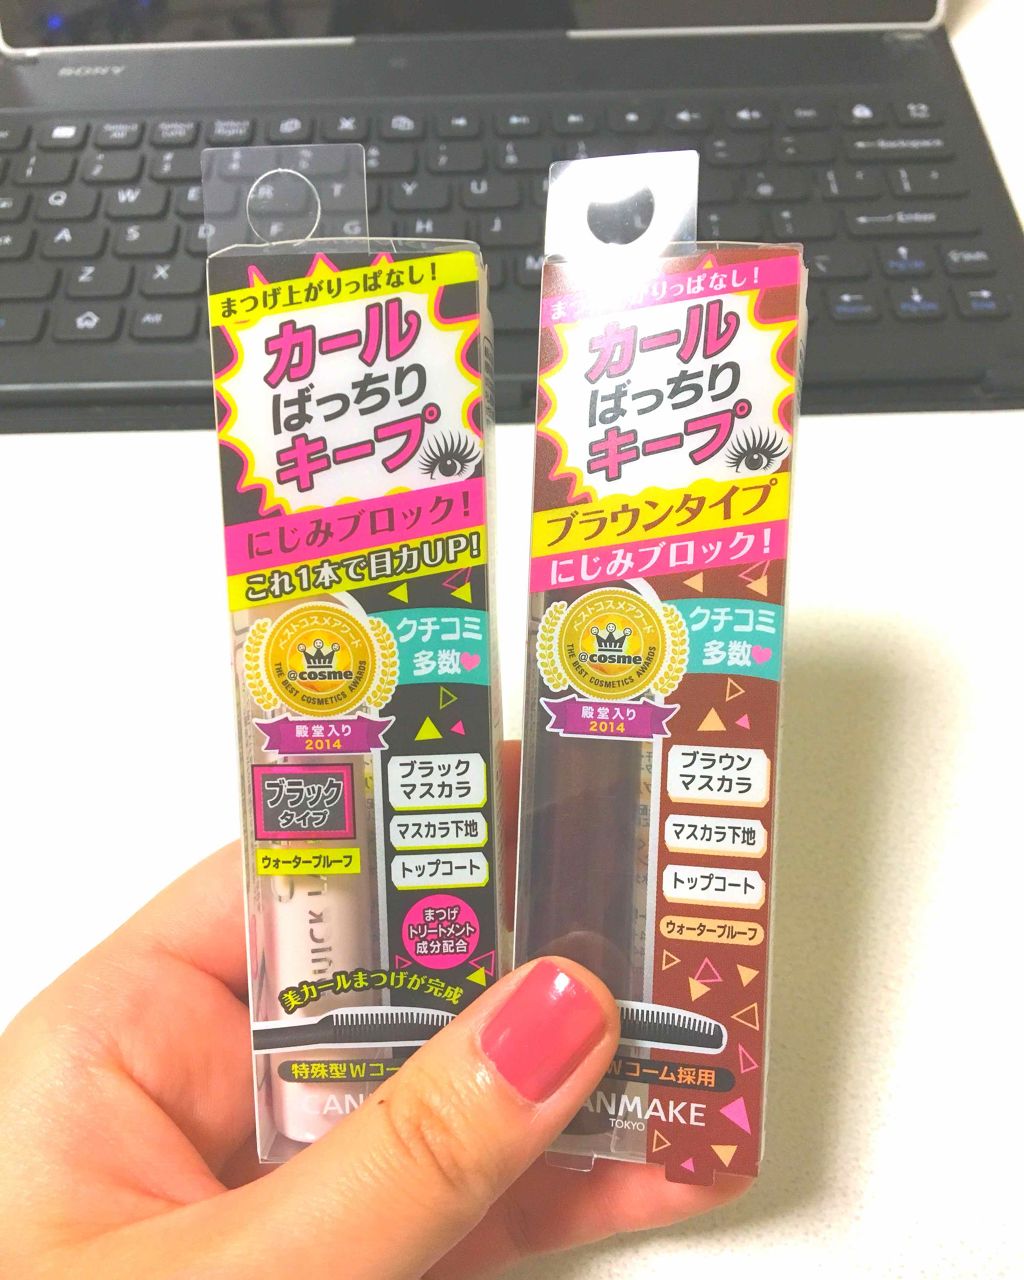 SONY
Backspace
Enter
Shift
Q W E R T Y U
A S D F G H J
Z X M
Alt
まつげ上がりっぱなし!
カール
ばっちり
キープ
にじみブロック!
これ1本で目力UP!
ベストコスメアワード
@cosme
THE BEST COSMETICS AWARDS
殿堂入り
2014
クチコミ
多数
ブラック
タイプ
ウォータープルーフ
ブラック
マスカラ
マスカラ下地
トップコート
まつげ
トリートメント
成分配合
QUICK
美カールまつげが完成
特殊型Wコー
CAN
りっぱなし!
カール
ばっちり
キープ
ブラウンタイプ
にじみブロック!
ベストコスメアワード
@cosme
THE BEST COSMETICS AWARDS
殿堂入り
2014
クチコミ
多数
ブラウン
マスカラ
マスカラ下地
トップコート
ウォータープルーフ
Wコーム採用
ANMAKE
TOKYO